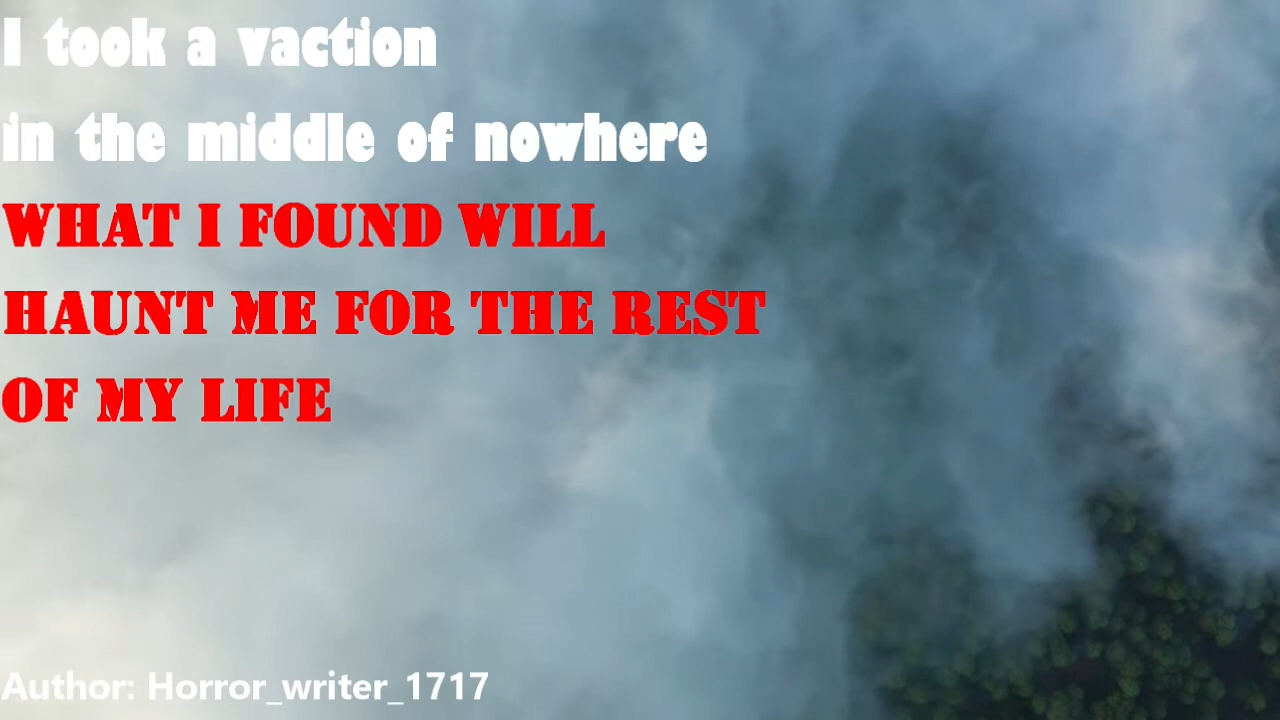 I took a vaction
in the middle of nowhere
WHAT I FOUND WILL
HAUNT ME FOR THE REST
OF MY LIFE
Author: Horror_writer_1717